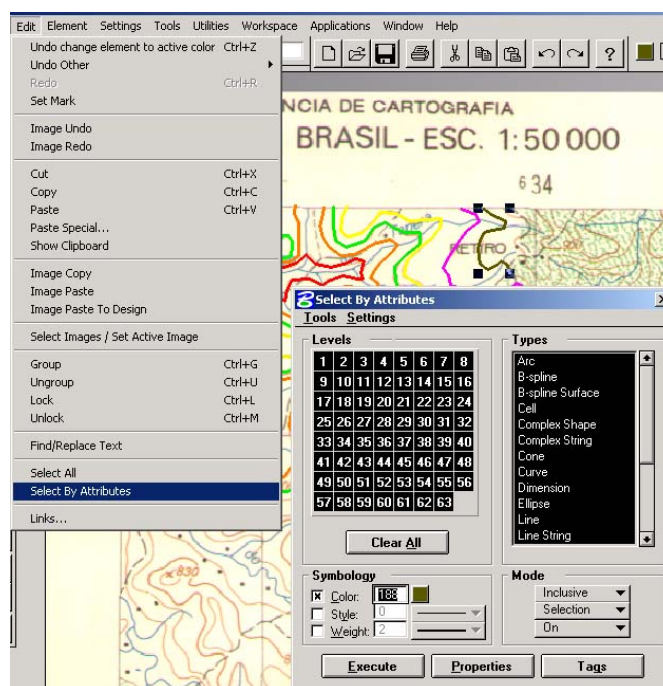 Edit Element Settings Tools Utilities Workspace Applications Window Help
Undo change element to active color Ctrl+Z
Undo Other
Redo Ctrl+R
Set Mark
Image Undo
Image Redo
Cut Ctrl+X
Copy Ctrl+C
Paste Ctrl+V
Paste Special...
Show Clipboard
Image Copy
Image Paste
Image Paste To Design
Select Images / Set Active Image
Group Ctrl+G
Ungroup Ctrl+U
Lock Ctrl+L
Unlock Ctrl+M
Find/Replace Text
Select All
Select By Attributes
Links...
?
NCIA DE CARTOGRAFIA
BRASIL - ESC. 1:50 000
634
RETIRO
830
Select By Attributes
Tools Settings
Levels
1 2 3 4 5 6 7 8
9 10 11 12 13 14 15 16
17 18 19 20 21 22 23 24
25 26 27 28 29 30 31 32
33 34 35 36 37 38 39 40
41 42 43 44 45 46 47 48
49 50 51 52 53 54 55 56
57 58 59 60 61 62 63
Clear All
Types
Arc
B-spline
B-spline Surface
Cell
Complex Shape
Complex String
Cone
Curve
Dimension
Ellipse
Line
Line String
Symbology
Color: 188
Style: 0
Weight: 2
Mode
Inclusive
Selection
On
Execute Properties Tags